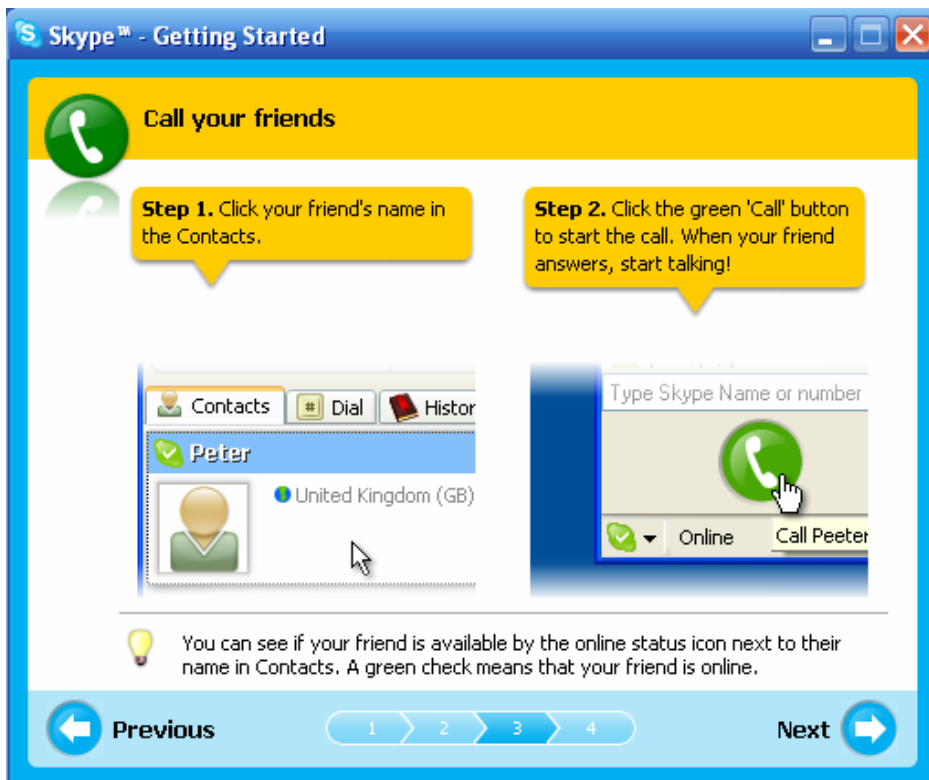 Skype™ - Getting Started
Call your friends
Step 1. Click your friend's name in
the Contacts.
Step 2. Click the green 'Call' button
to start the call. When your friend
answers, start talking!
Contacts
# Dial
Histor
Peter
United Kingdom (GB)
Type Skype Name or number
Online
Call Peeter
You can see if your friend is available by the online status icon next to their
name in Contacts. A green check means that your friend is online.
Previous
1 2 3 4
Next